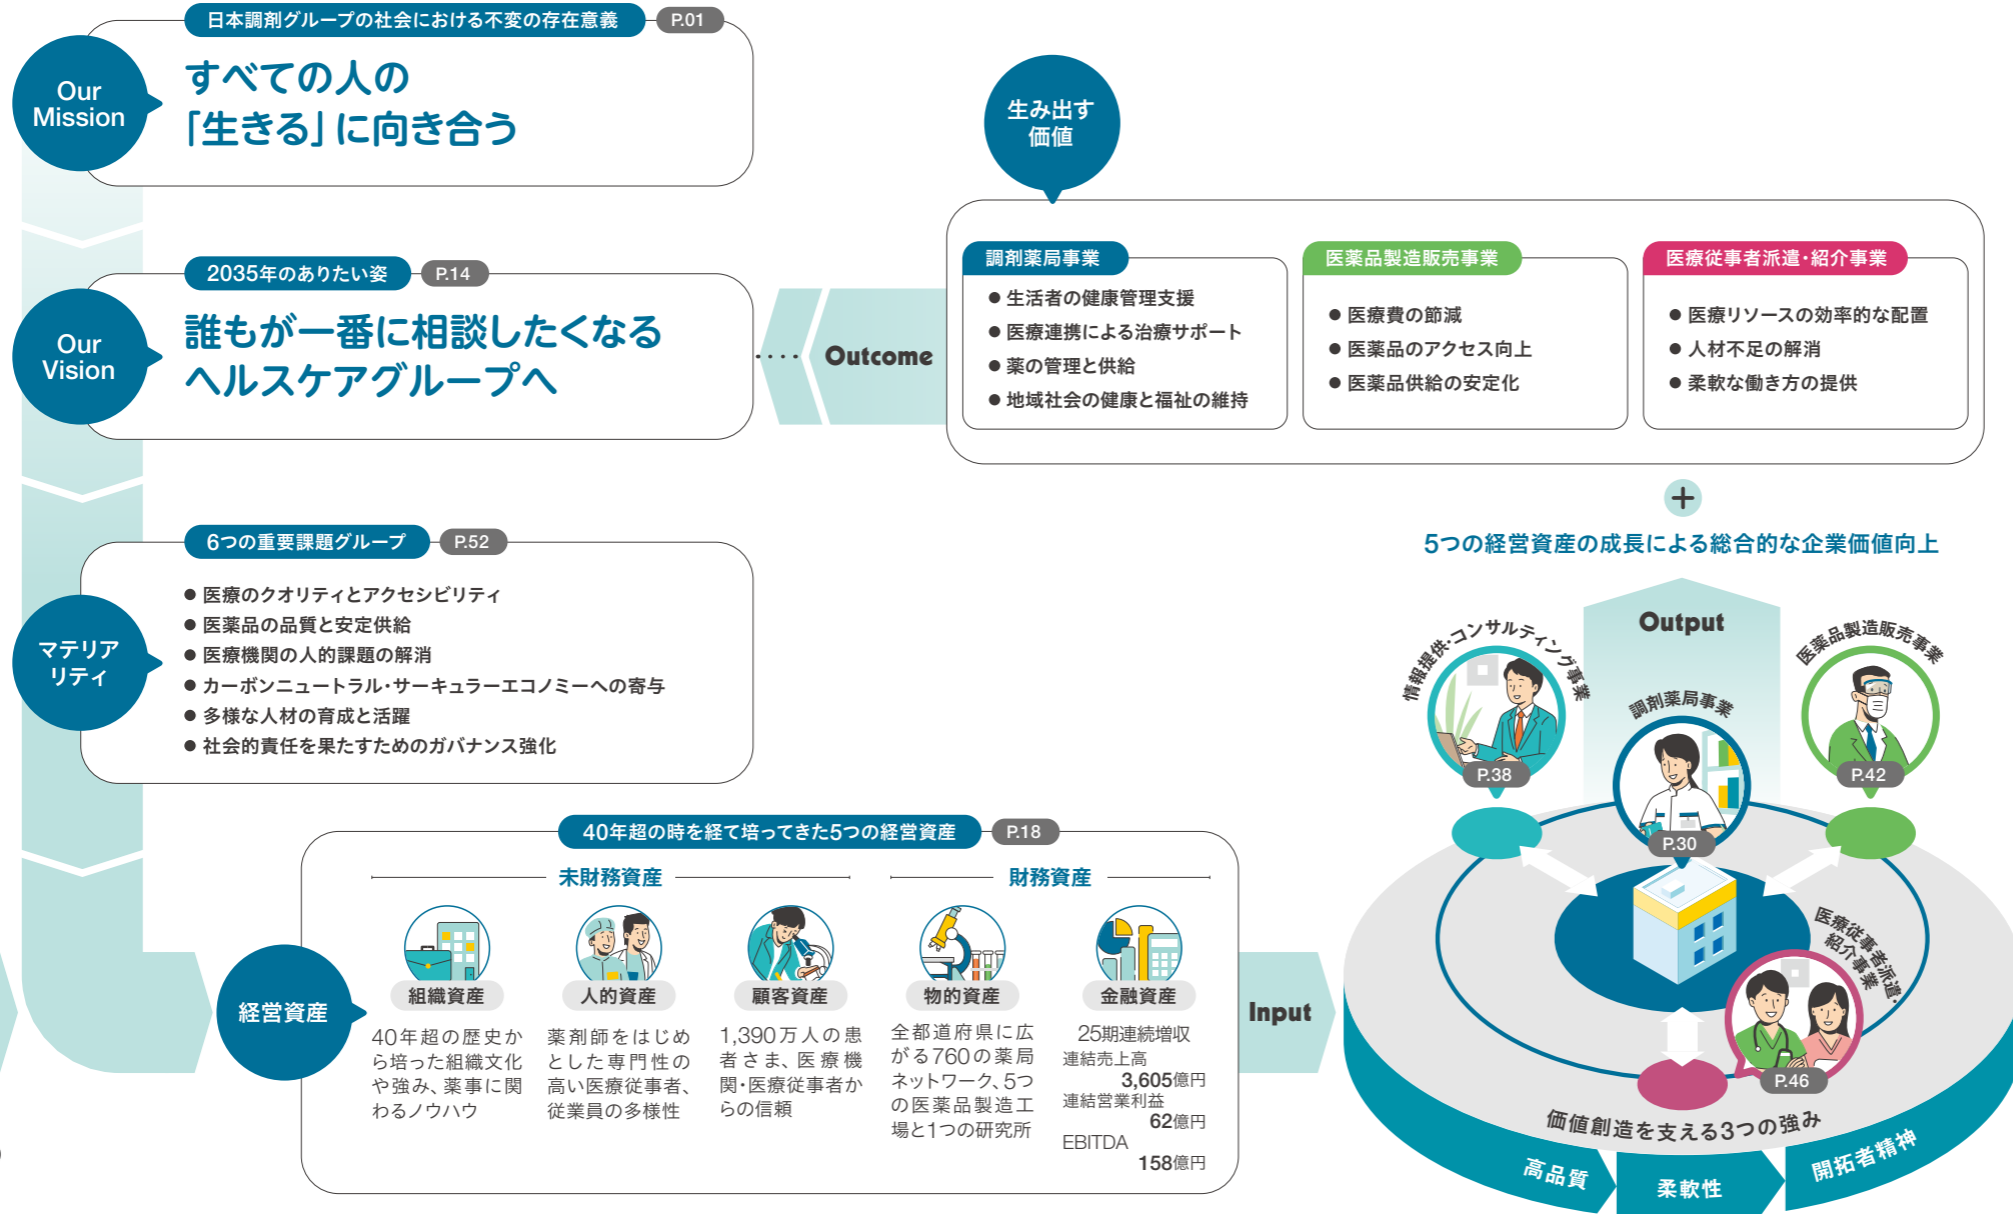 日本調剤グループの社会における不変の存在意義
P.01
Our
Mission
すべての人の
「生きる」に向き合う
2035年のありたい姿
P.14
Our
Vision
誰もが一番に相談したくなる
ヘルスケアグループへ
6つの重要課題グループ
P.52
マテリア
リティ
● 医療のクオリティとアクセシビリティ
● 医薬品の品質と安定供給
● 医療機関の人的課題の解消
● カーボンニュートラル・サーキュラーエコノミーへの寄与
● 多様な人材の育成と活躍
● 社会的責任を果たすためのガバナンス強化
経営資産
40年超の時を経て培ってきた5つの経営資産
P.18
未財務資産
財務資産
組織資産
40年超の歴史か
ら培った組織文化
や強み、薬事に関
わるノウハウ
人的資産
薬剤師をはじめ
とした専門性の
高い医療従事者、
従業員の多様性
顧客資産
1,390万人の患
者さま、医療機
関・医療従事者か
らの信頼
物的資産
全都道府県に広
がる760の薬局
ネットワーク、5つ
の医薬品製造工
場と1つの研究所
金融資産
25期連続増収
連結売上高
3,605億円
連結営業利益
62億円
EBITDA
158億円
Input
生み出す
価値
調剤薬局事業
● 生活者の健康管理支援
● 医療連携による治療サポート
● 薬の管理と供給
● 地域社会の健康と福祉の維持
医薬品製造販売事業
● 医療費の節減
● 医薬品のアクセス向上
● 医薬品供給の安定化
医療従事者派遣・紹介事業
● 医療リソースの効率的な配置
● 人材不足の解消
● 柔軟な働き方の提供
Outcome
+
5つの経営資産の成長による総合的な企業価値向上
Output
情報提供・コンサルティング事業
P.38
調剤薬局事業
P.30
医薬品製造販売事業
P.42
医療従事者派遣・
紹介事業
P.46
価値創造を支える3つの強み
高品質
柔軟性
開拓者精神